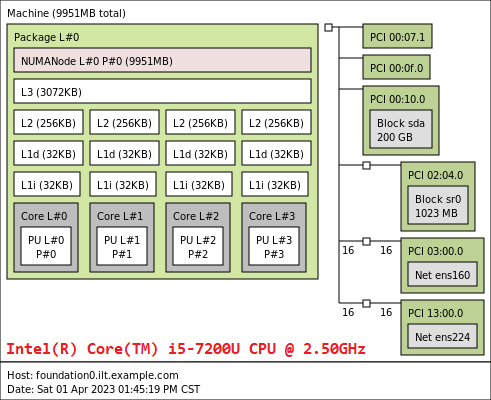 Machine (9951MB total)
Package L#0
NUMANode L#0 P#0 (9951MB)
L3 (3072KB)
L2 (256KB) L2 (256KB) L2 (256KB) L2 (256KB)
L1d (32KB) L1d (32KB) L1d (32KB) L1d (32KB)
L1i (32KB) L1i (32KB) L1i (32KB) L1i (32KB)
Core L#0 Core L#1 Core L#2 Core L#3
PU L#0 PU L#1 PU L#2 PU L#3
P#0 P#1 P#2 P#3
PCI 00:07.1
PCI 00:0f.0
PCI 00:10.0
Block sda
200 GB
PCI 02:04.0
Block sr0
1023 MB
16 16 PCI 03:00.0
Net ens160
16 16 PCI 13:00.0
Net ens224
Intel(R) Core(TM) i5-7200U CPU @ 2.50GHz
Host: foundation0.ilt.example.com
Date: Sat 01 Apr 2023 01:45:19 PM CST